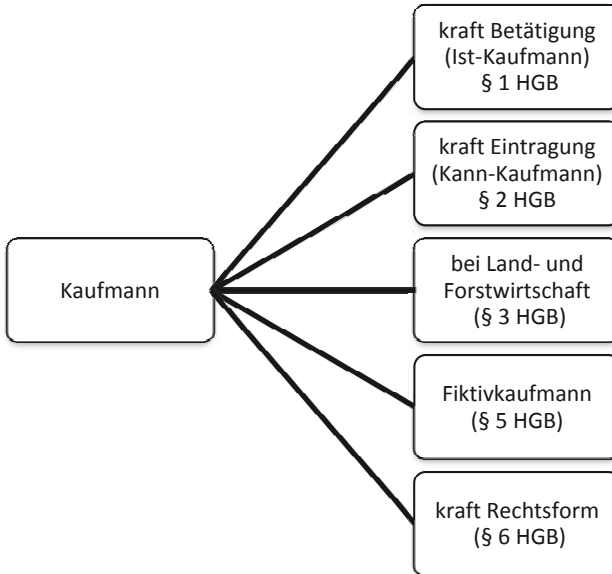 kraft Betätigung
(Ist-Kaufmann)
§ 1 HGB
kraft Eintragung
(Kann-Kaufmann)
§ 2 HGB
Kaufmann
bei Land- und
Forstwirtschaft
(§ 3 HGB)
Fiktivkaufmann
(§ 5 HGB)
kraft Rechtsform
(§ 6 HGB)